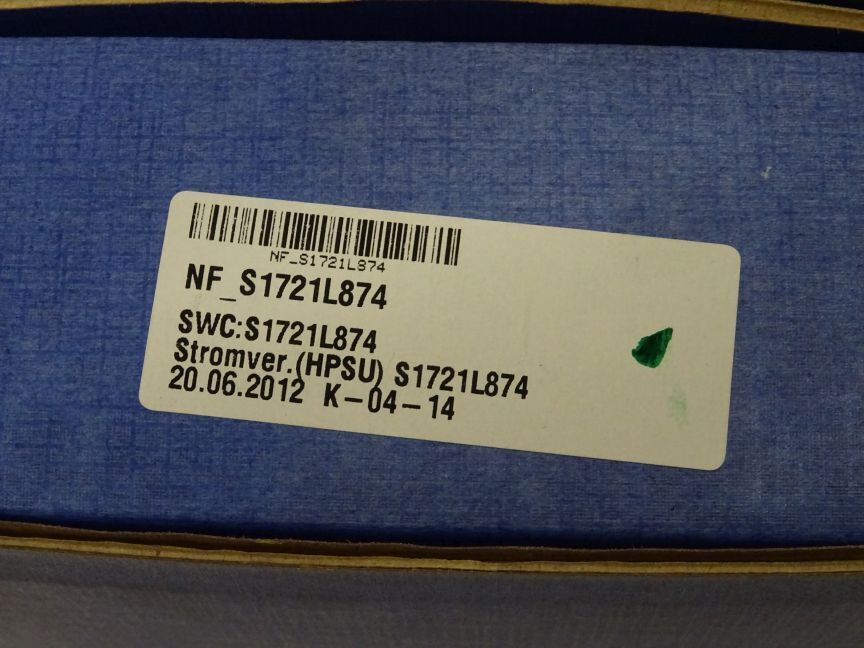 NF_S1721L874
NF_S1721L874
SWC:S1721L874
Stromver.(HPSU) S1721L874
20.06.2012 K-04-14